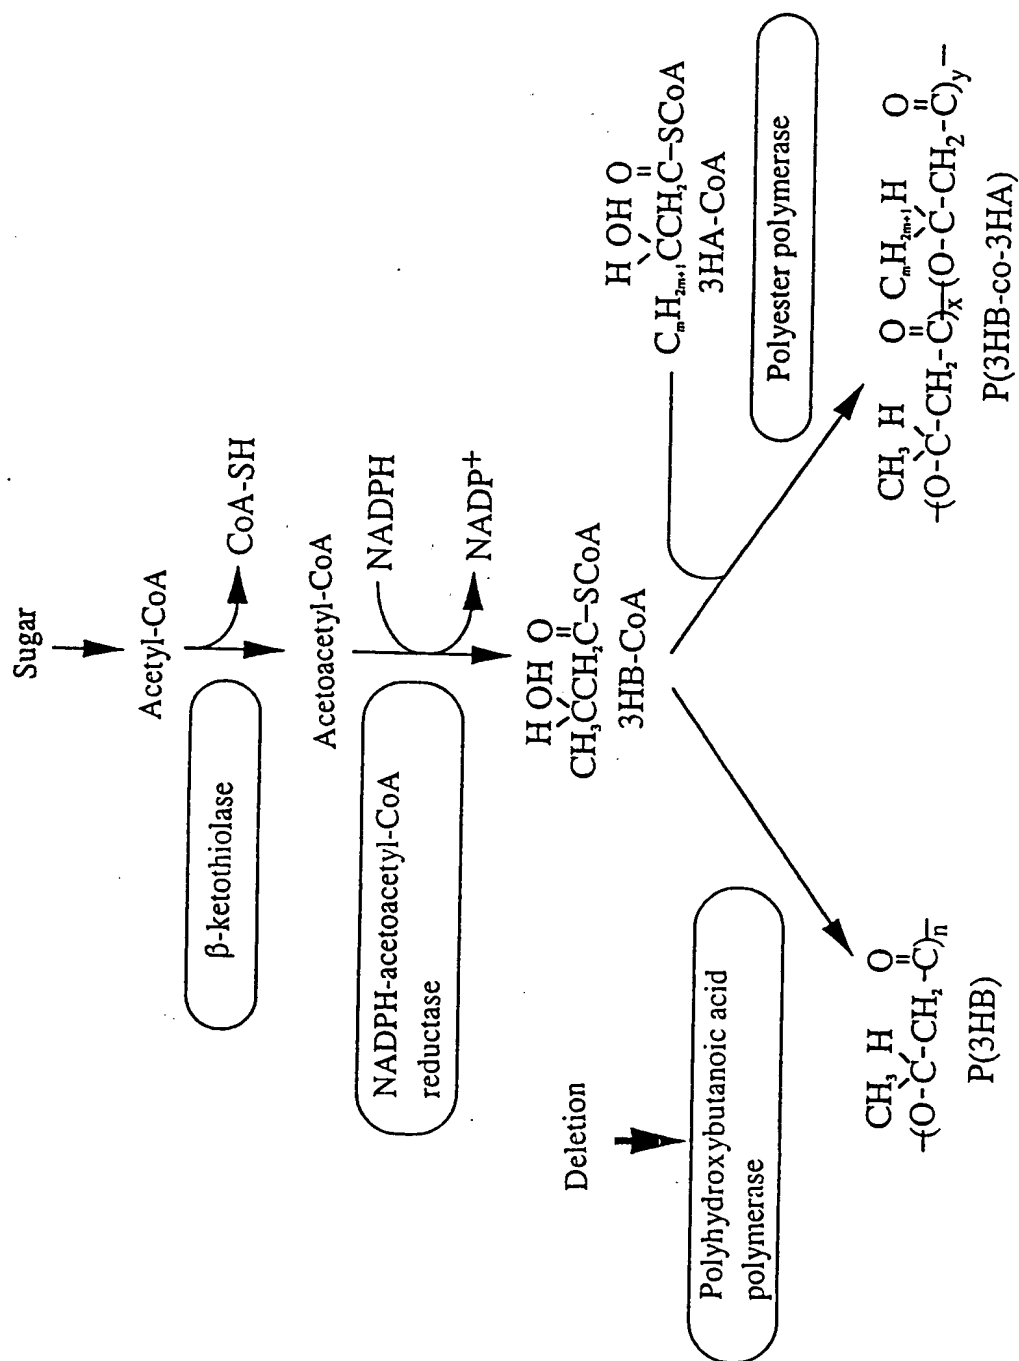 Sugar
Acetyl-CoA
β-ketothiolase
CoA-SH
Acetoacetyl-CoA
NADPH-acetoacetyl-CoA
reductase
NADPH
NADP+
H OH O
CH₃CCH₂C-SCoA
3HB-CoA
H OH O
CₘH₂ₘ₊₁CCH₂C-SCoA
3HA-CoA
Deletion
Polyhydroxybutanoic acid
polymerase
Polyester polymerase
CH₃ H O
-(O-C-CH₂-C)n-
P(3HB)
CH₃ H O CₘH₂ₘ₊₁ H O
-(O-C-CH₂-C)x-(O-C-CH₂-C)y-
P(3HB-co-3HA)